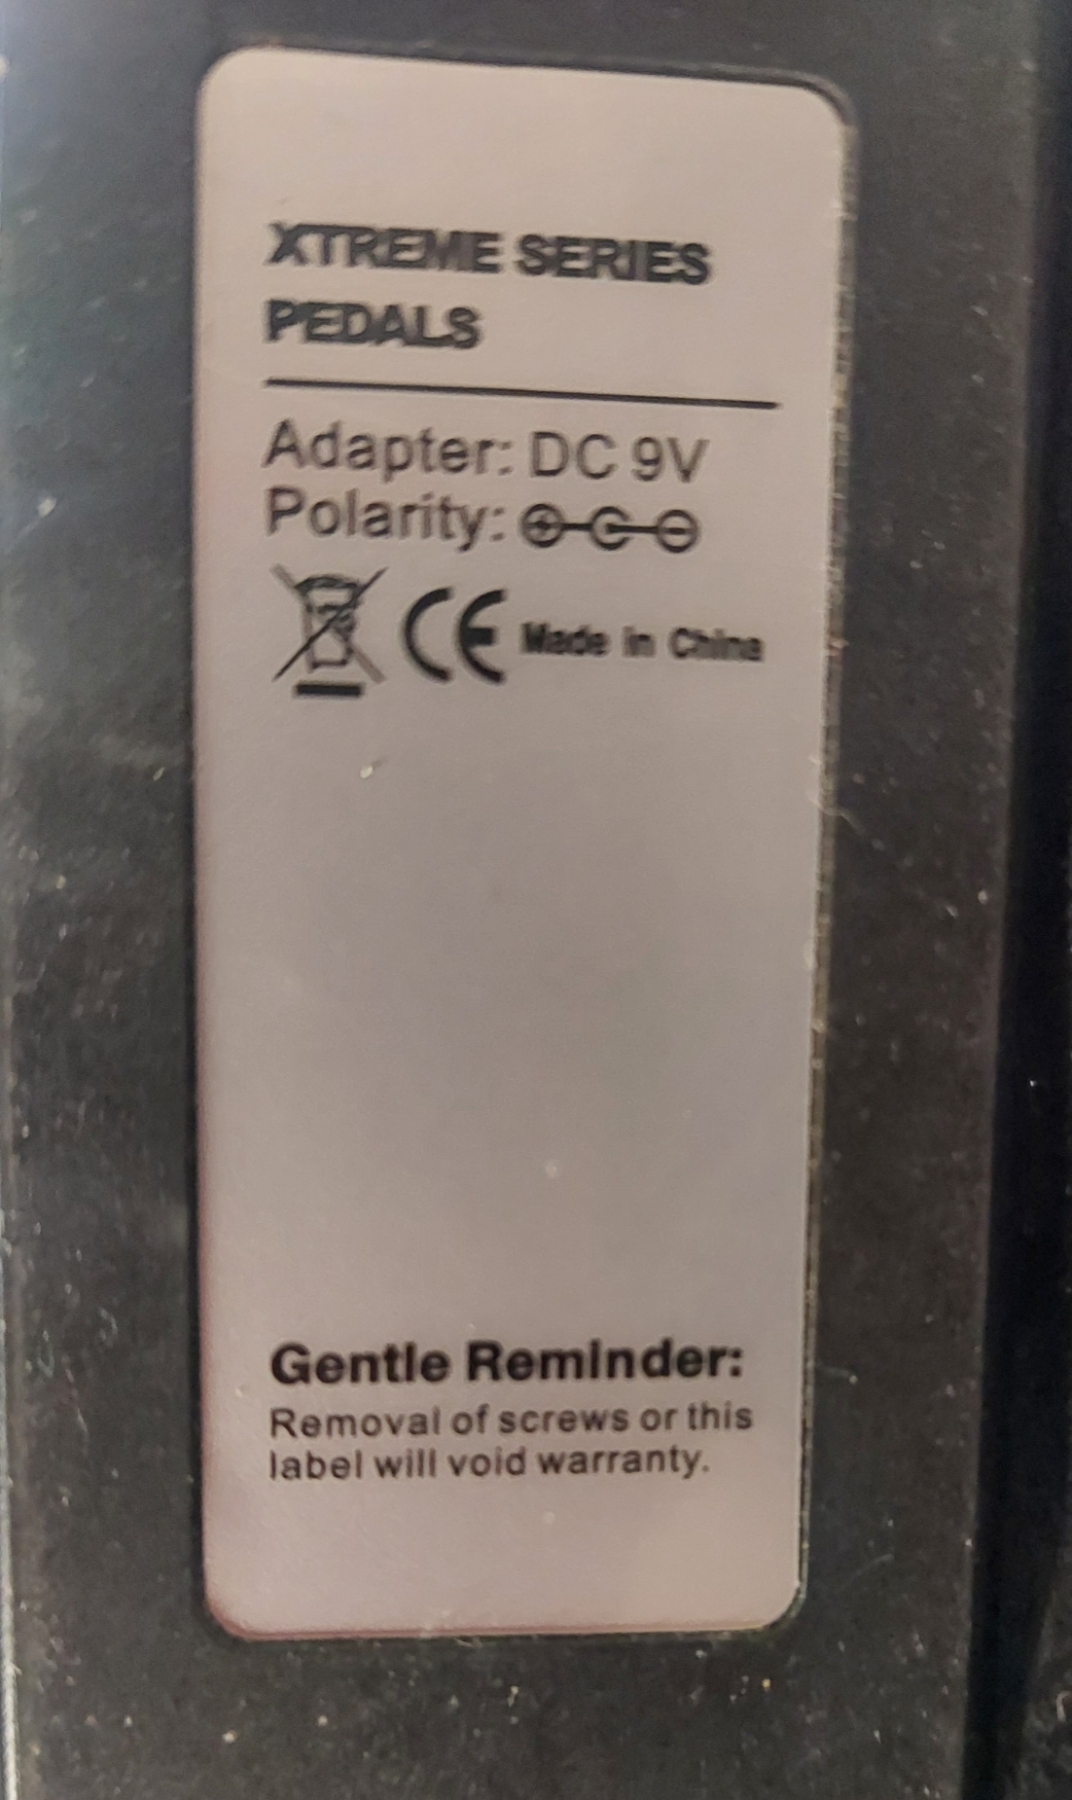 XTREME SERIES
PEDALS
Adapter: DC 9V
Polarity:
CE Made in China
Gentle Reminder:
Removal of screws or this
label will void warranty.